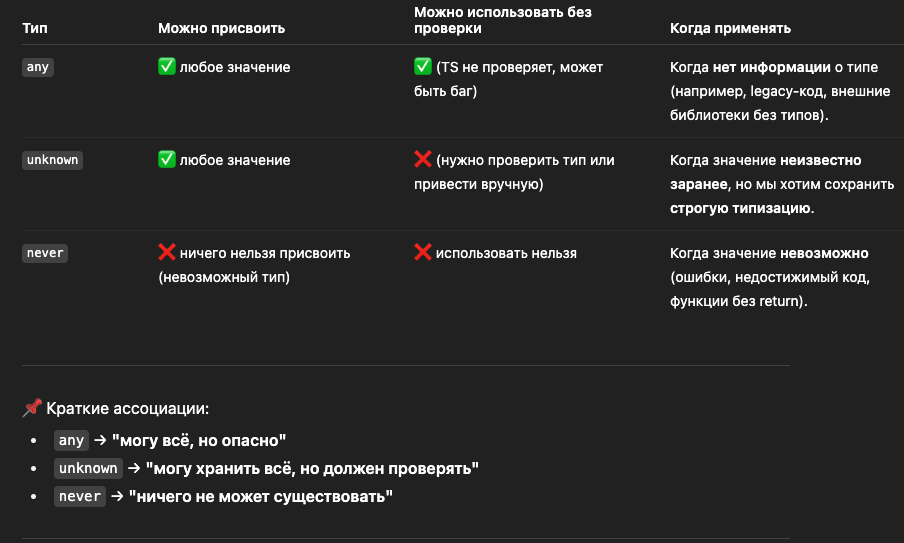 Тип Можно присвоить Можно использовать без проверки Когда применять
any ✅ любое значение ✅ (TS не проверяет, может быть баг) Когда нет информации о типе (например, legacy-код, внешние библиотеки без типов).
unknown ✅ любое значение ❌ (нужно проверить тип или привести вручную) Когда значение неизвестно заранее, но мы хотим сохранить строгую типизацию.
never ❌ ничего нельзя присвоить (невозможный тип) ❌ использовать нельзя Когда значение невозможно (ошибки, недостижимый код, функции без return).
📌 Краткие ассоциации:
• any → "могу всё, но опасно"
• unknown → "могу хранить всё, но должен проверять"
• never → "ничего не может существовать"